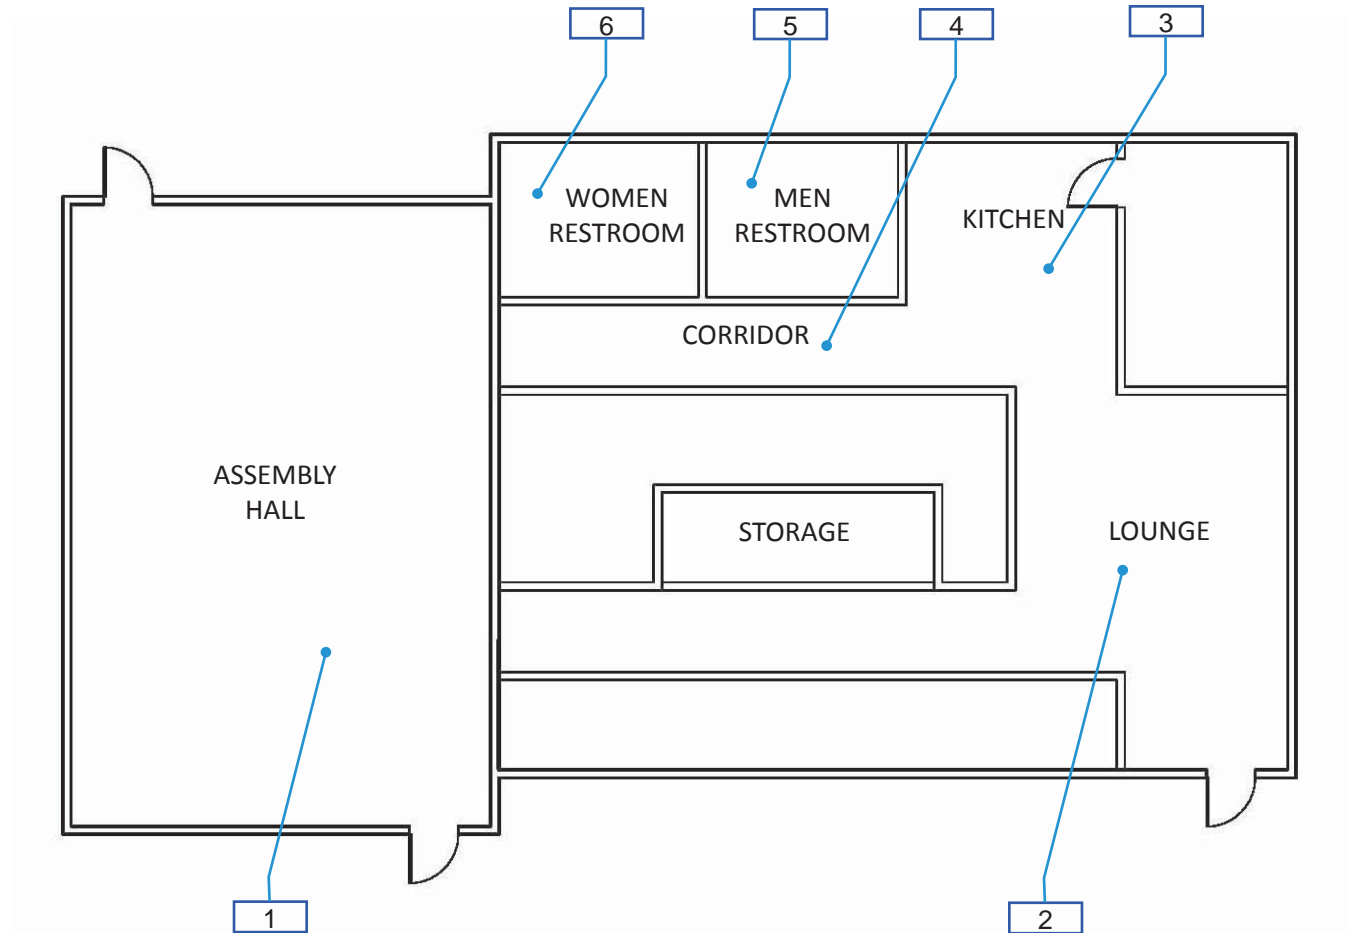 6
5
4
3
WOMEN
RESTROOM
MEN
RESTROOM
KITCHEN
CORRIDOR
ASSEMBLY
HALL
STORAGE
LOUNGE
1
2